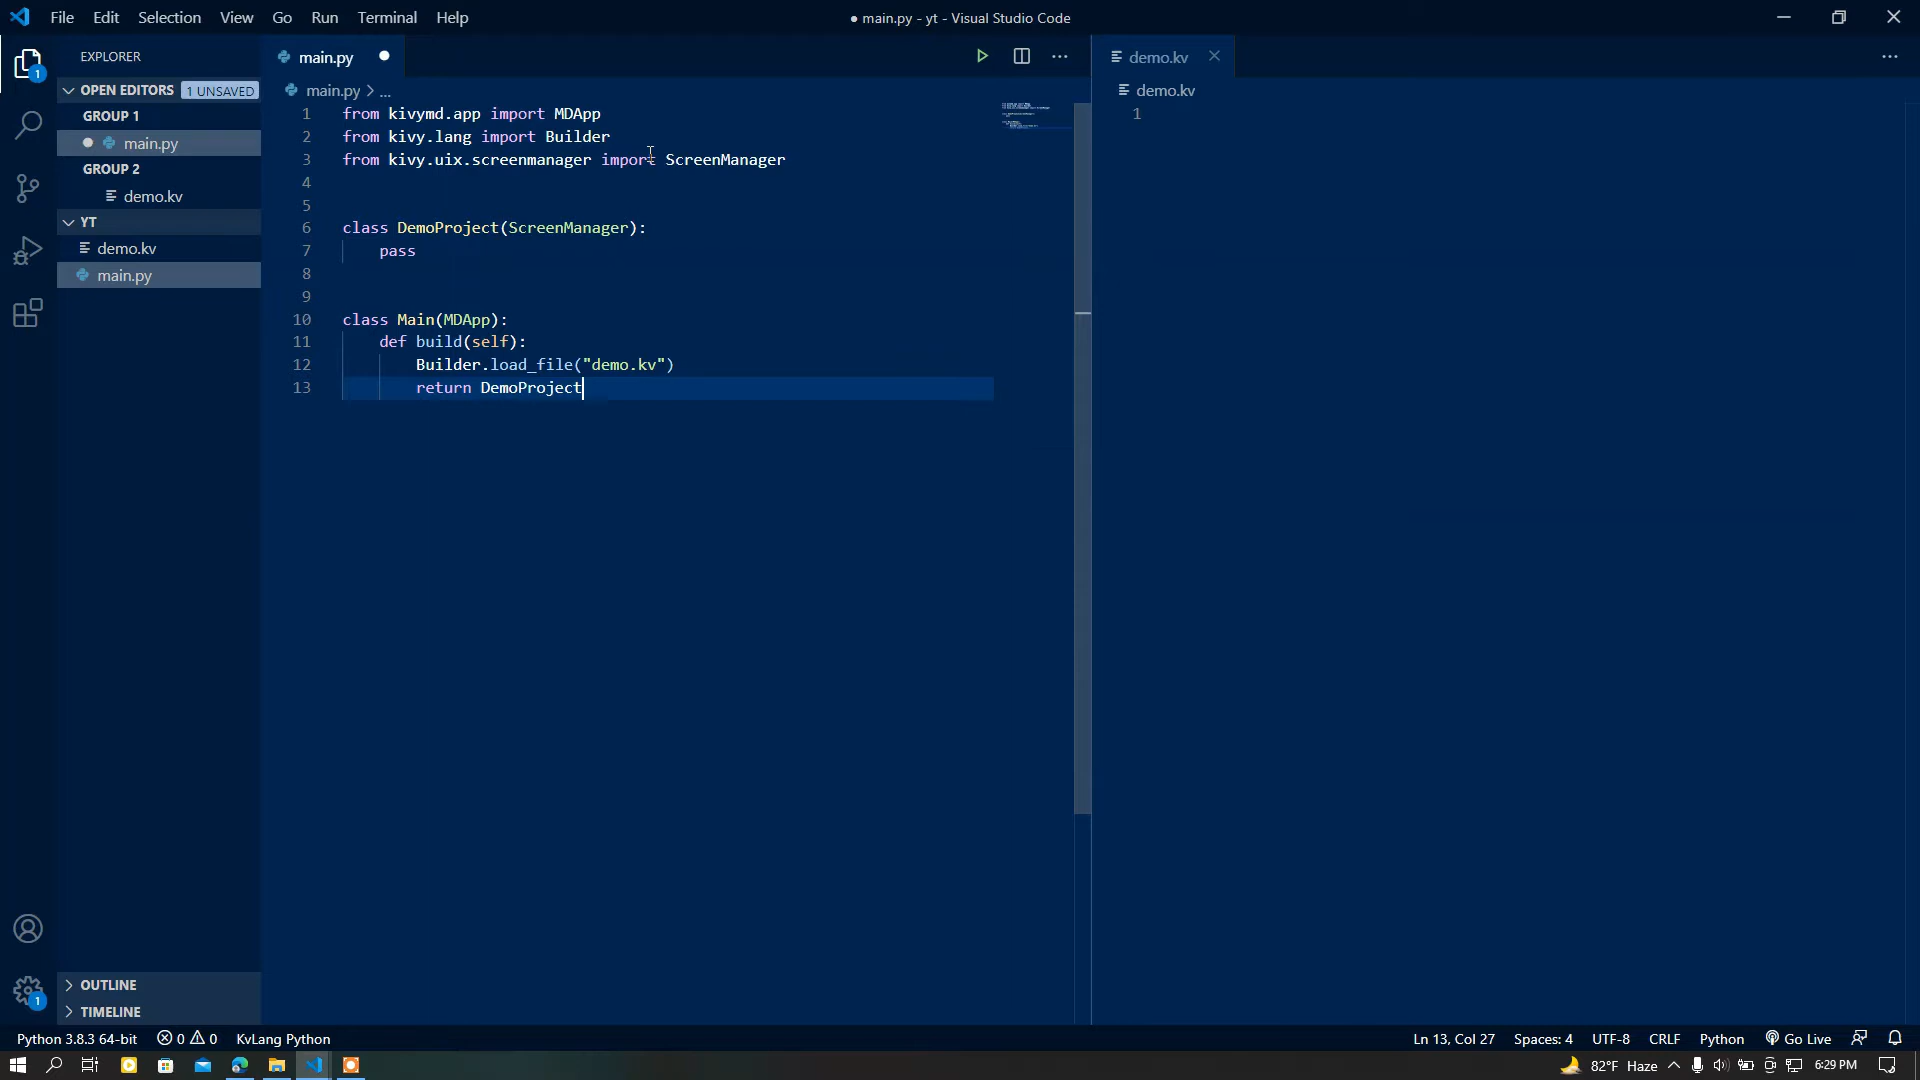 File Edit Selection View Go Run Terminal Help
● main.py - yt - Visual Studio Code
EXPLORER
OPEN EDITORS 1 UNSAVED
GROUP 1
main.py
GROUP 2
demo.kv
YT
demo.kv
main.py
OUTLINE
TIMELINE
1
1
main.py
main.py > ...
1 from kivymd.app import MDApp
2 from kivy.lang import Builder
3 from kivy.uix.screenmanager import ScreenManager
4
5
6 class DemoProject(ScreenManager):
7 pass
8
9
10 class Main(MDApp):
11 def build(self):
12 Builder.load_file("demo.kv")
13 return DemoProject
demo.kv
demo.kv
1
Python 3.8.3 64-bit 0 0 KvLang Python Ln 13, Col 27 Spaces: 4 UTF-8 CRLF Python Go Live
82°F Haze 6:29 PM